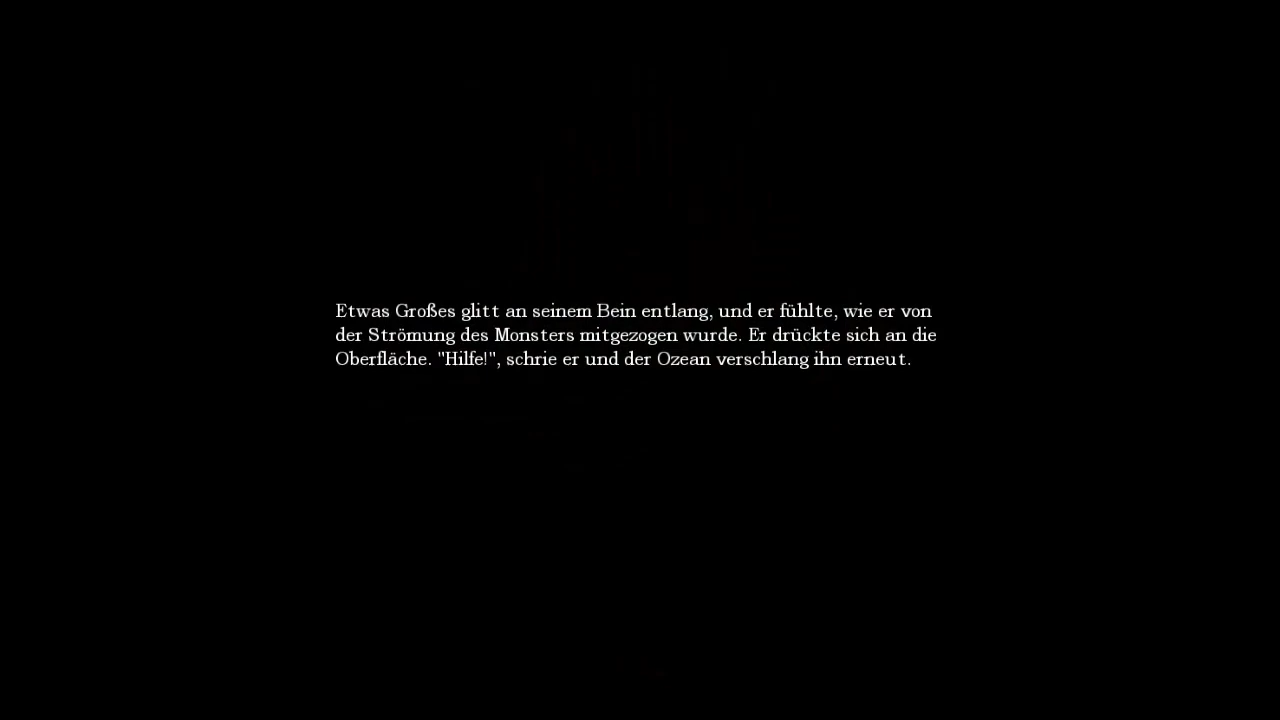 Etwas Großes glitt an seinem Bein entlang, und er fühlte, wie er von
der Strömung des Monsters mitgezogen wurde. Er drückte sich an die
Oberfläche. "Hilfe!", schrie er und der Ozean verschlang ihn erneut.